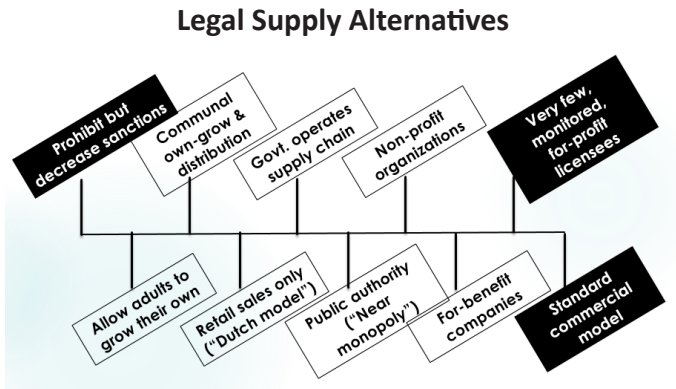 Legal Supply Alternatives
Prohibit but
decrease sanctions
Communal
own-grow &
distribution
Govt. operates
supply chain
Non-profit
organizations
Very few,
monitored,
for-profit
licensees
Allow adults to
grow their own
Retail sales only
("Dutch model")
Public authority
("Near
monopoly")
For-benefit
companies
Standard
commercial
model